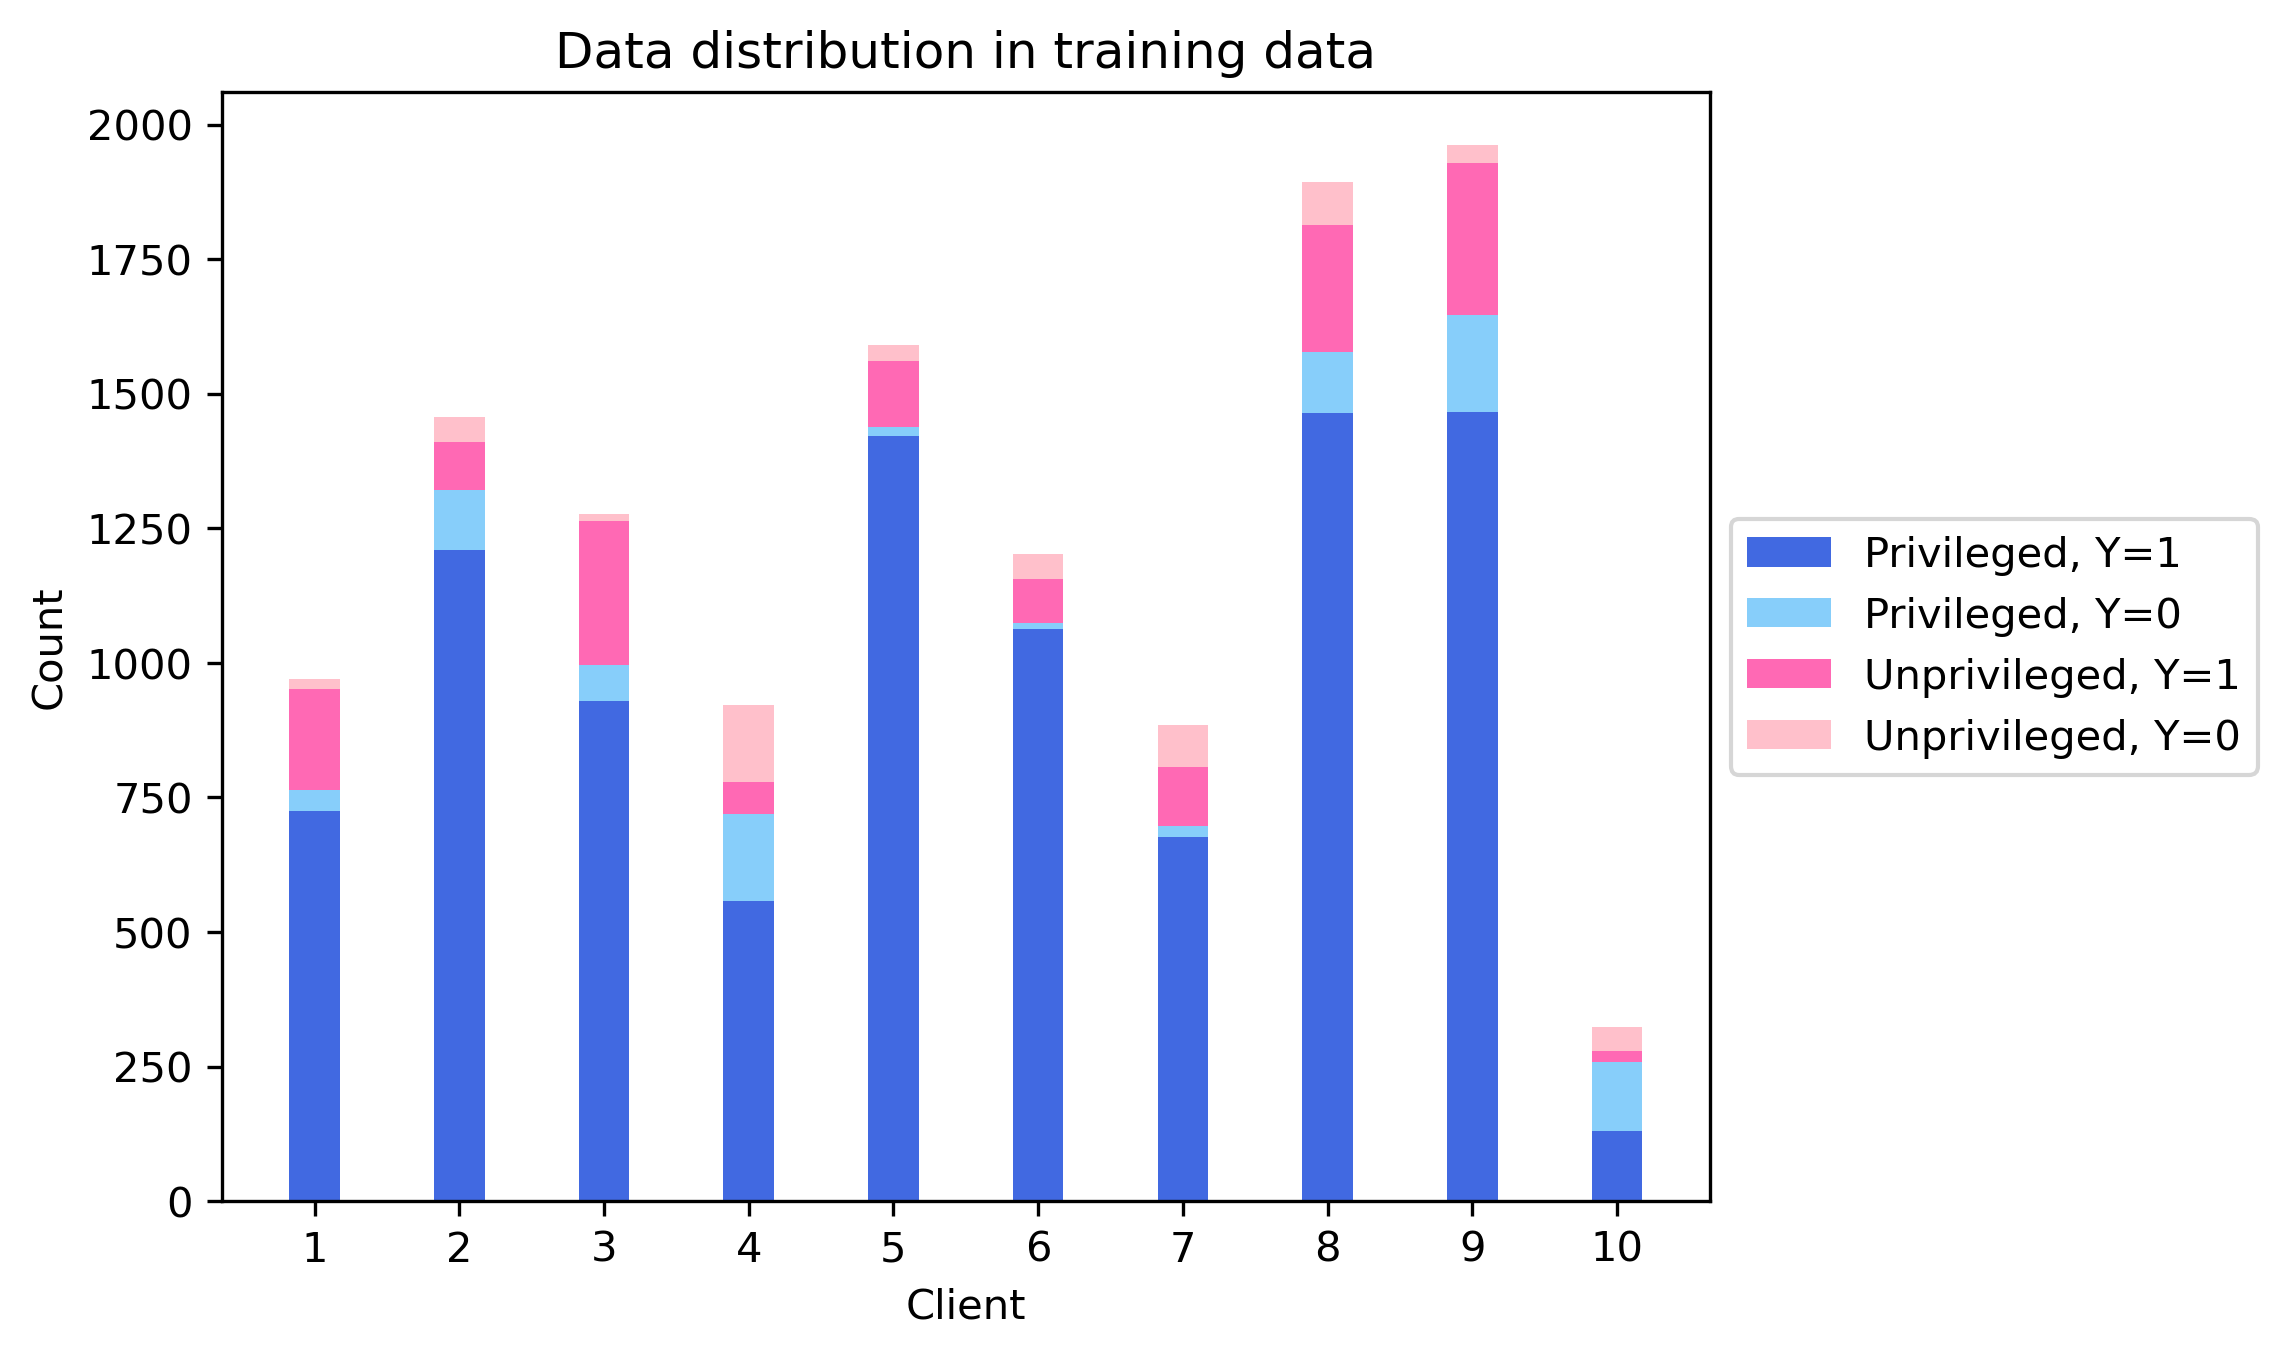 Data distribution in training data
2000
1750
1500
1250
1000
750
500
250
0
Count
1 2 3 4 5 6 7 8 9 10
Client
Privileged, Y=1
Privileged, Y=0
Unprivileged, Y=1
Unprivileged, Y=0